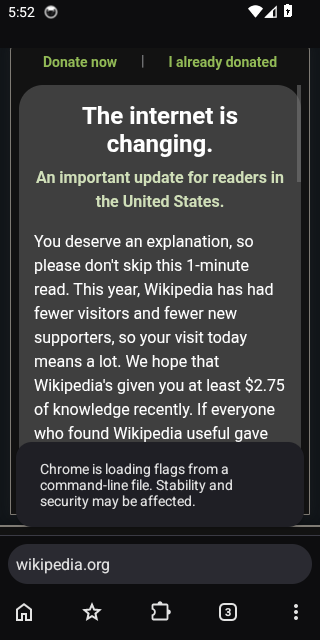 5:52
Donate now | I already donated
The internet is
changing.
An important update for readers in
the United States.
You deserve an explanation, so
please don't skip this 1-minute
read. This year, Wikipedia has had
fewer visitors and fewer new
supporters, so your visit today
means a lot. We hope that
Wikipedia's given you at least $2.75
of knowledge recently. If everyone
who found Wikipedia useful gave
Chrome is loading flags from a
command-line file. Stability and
security may be affected.
wikipedia.org
3